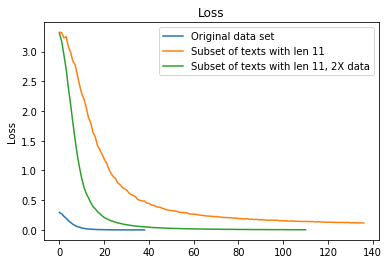 Loss
Original data set
Subset of texts with len 11
Subset of texts with len 11, 2X data
Loss
3.0
2.5
2.0
1.5
1.0
0.5
0.0
0 20 40 60 80 100 120 140